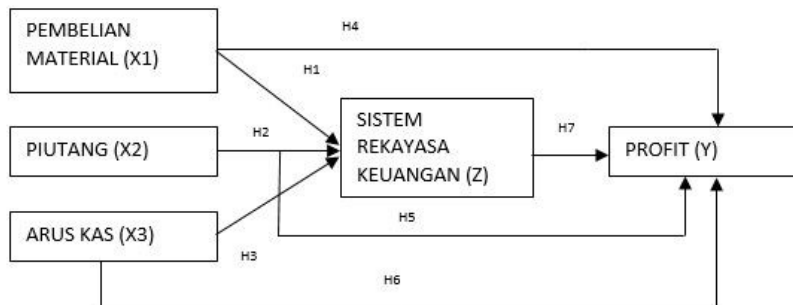 PEMBELIAN
MATERIAL (X1)
H4
H1
SISTEM
REKAYASA
KEUANGAN (Z)
PIUTANG (X2)
H2
H7
PROFIT (Y)
ARUS KAS (X3)
H3
H5
H6